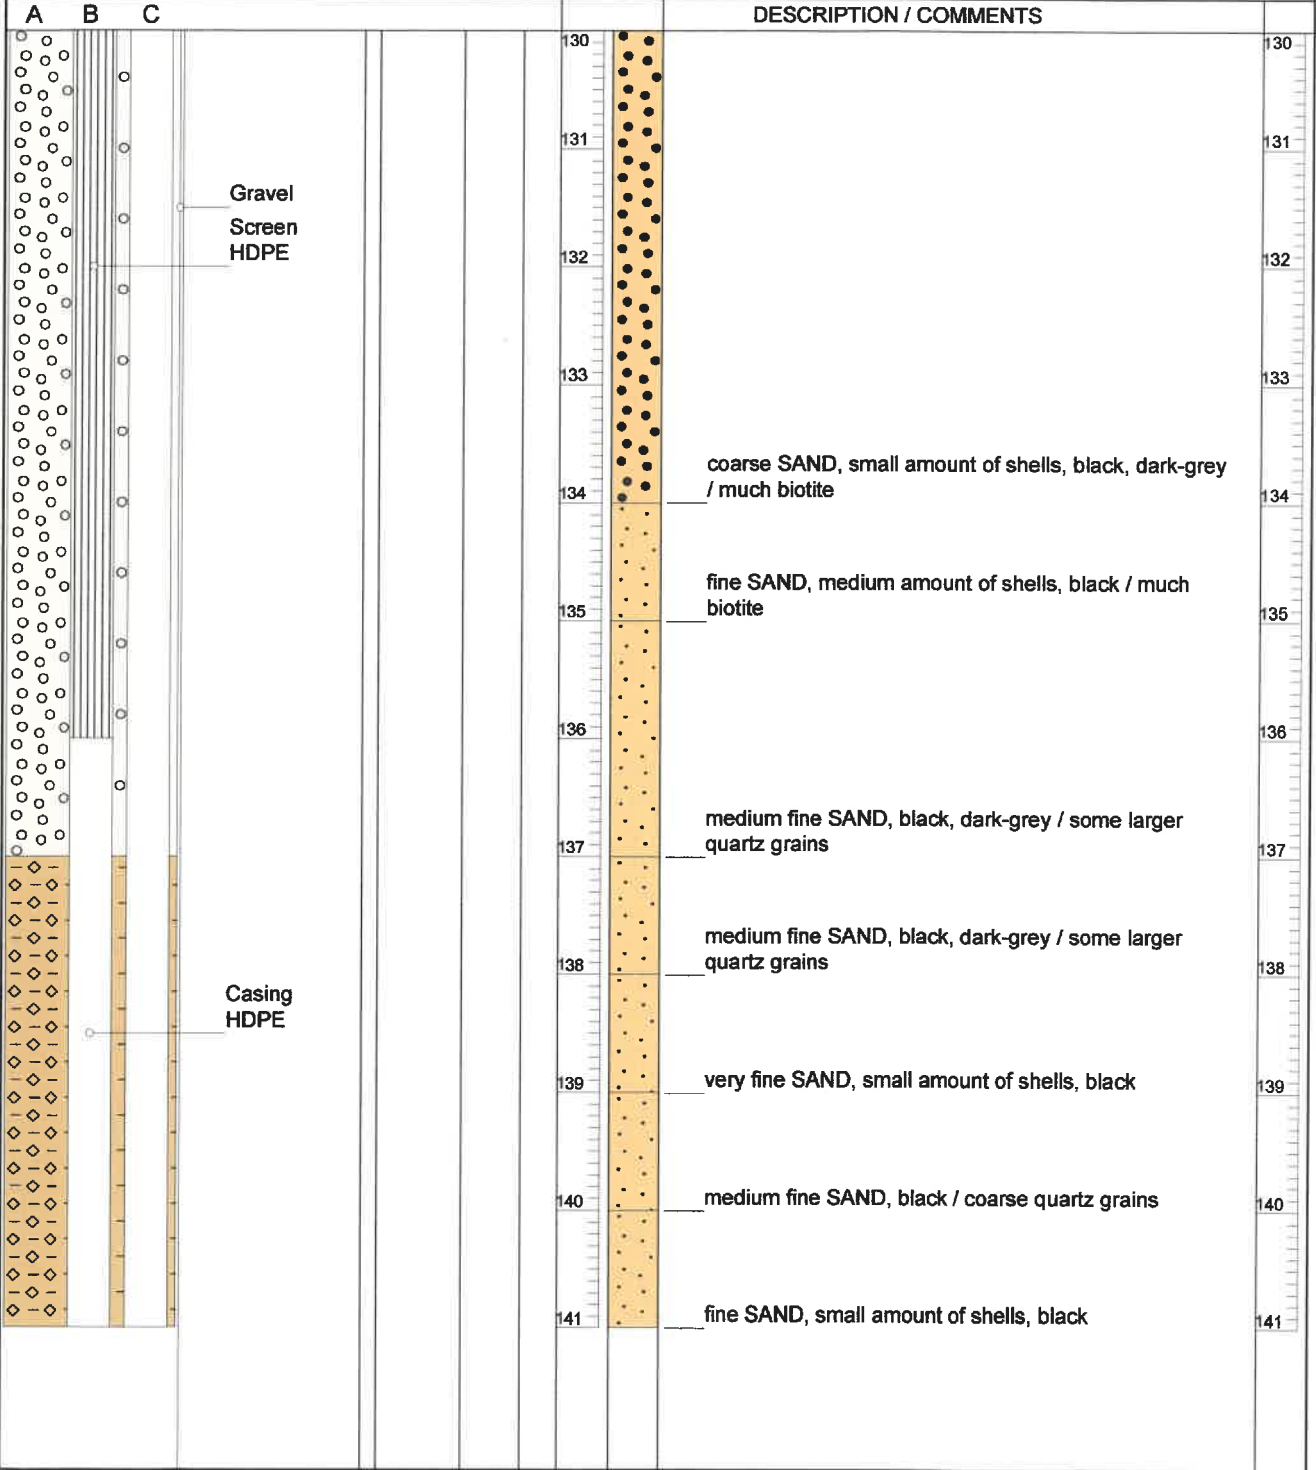 A B C DESCRIPTION / COMMENTS
130 130
131 131
Gravel
Screen
HDPE
132 132
133 133
coarse SAND, small amount of shells, black, dark-grey
/ much biotite
134 134
fine SAND, medium amount of shells, black / much
biotite
135 135
136 136
medium fine SAND, black, dark-grey / some larger
quartz grains
137 137
medium fine SAND, black, dark-grey / some larger
quartz grains
138 138
Casing
HDPE
139 139
very fine SAND, small amount of shells, black
140 140
medium fine SAND, black / coarse quartz grains
141 141
fine SAND, small amount of shells, black